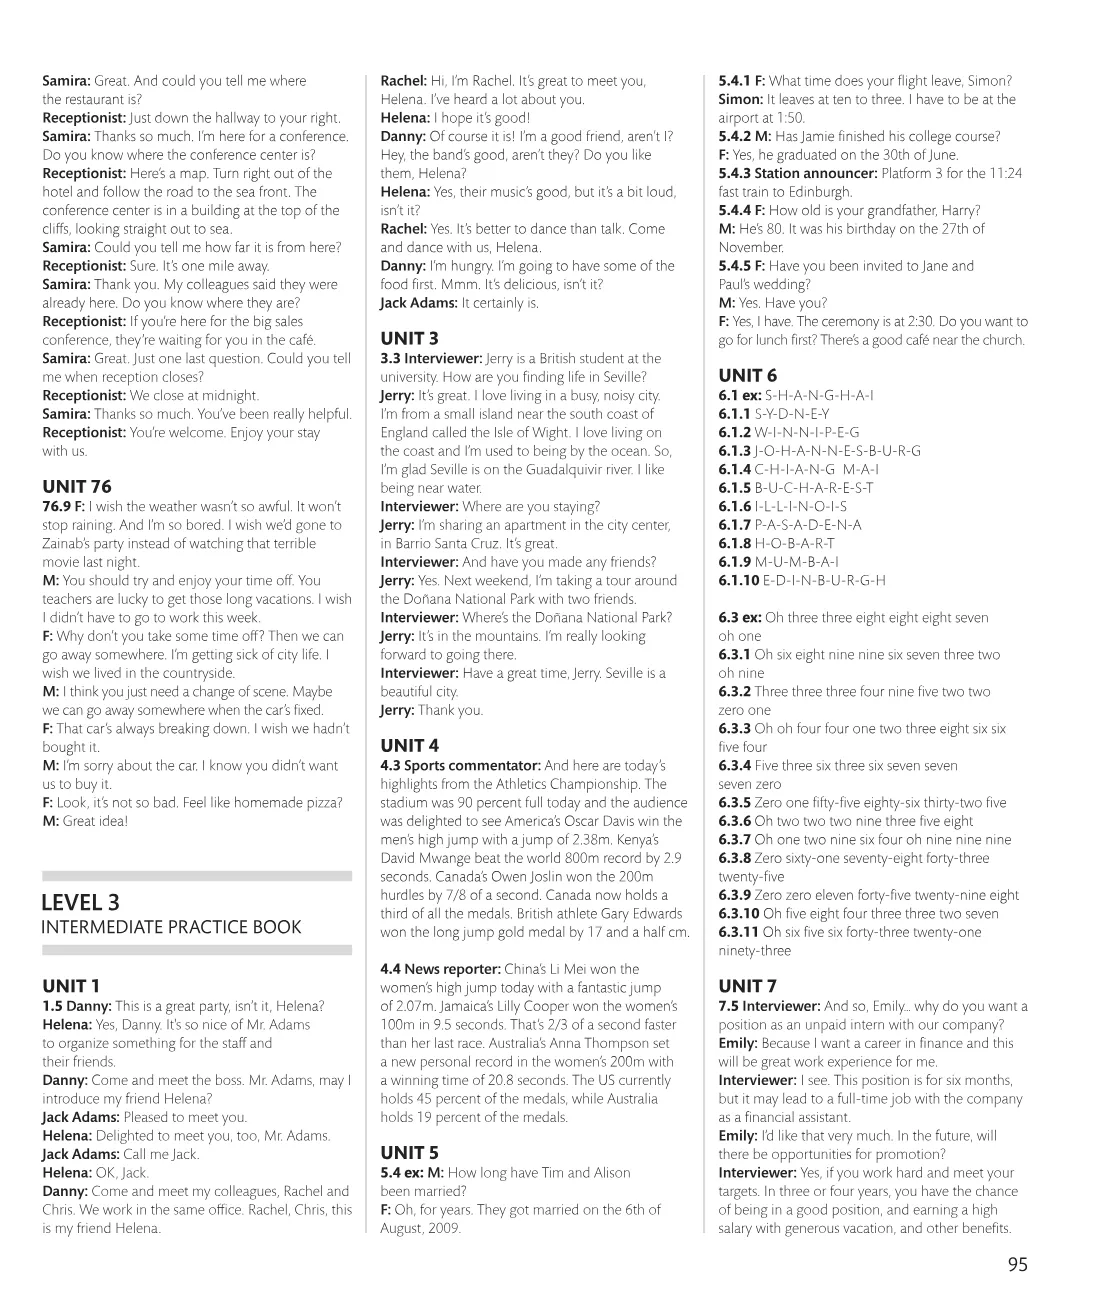 Samira: Great. And could you tell me where
the restaurant is?
Receptionist: Just down the hallway to your right.
Samira: Thanks so much. I'm here for a conference.
Do you know where the conference center is?
Receptionist: Here's a map. Turn right out of the
hotel and follow the road to the sea front. The
conference center is in a building at the top of the
cliffs, looking straight out to sea.
Samira: Could you tell me how far it is from here?
Receptionist: Sure. It's one mile away.
Samira: Thank you. My colleagues said they were
already here. Do you know where they are?
Receptionist: If you're here for the big sales
conference, they're waiting for you in the café.
Samira: Great. Just one last question. Could you tell
me when reception closes?
Receptionist: We close at midnight.
Samira: Thanks so much. You've been really helpful.
Receptionist: You're welcome. Enjoy your stay
with us.
UNIT 76
76.9 F: I wish the weather wasn't so awful. It won't
stop raining. And I'm so bored. I wish we'd gone to
Zainab's party instead of watching that terrible
movie last night.
M: You should try and enjoy your time off. You
teachers are lucky to get those long vacations. I wish
I didn't have to go to work this week.
F: Why don't you take some time off? Then we can
go away somewhere. I'm getting sick of city life. I
wish we lived in the countryside.
M: I think you just need a change of scene. Maybe
we can go away somewhere when the car's fixed.
F: That car's always breaking down. I wish we hadn't
bought it.
M: I'm sorry about the car. I know you didn't want
us to buy it.
F: Look, it's not so bad. Feel like homemade pizza?
M: Great idea!
LEVEL 3
INTERMEDIATE PRACTICE BOOK
UNIT 1
1.5 Danny: This is a great party, isn't it, Helena?
Helena: Yes, Danny. It's so nice of Mr. Adams
to organize something for the staff and
their friends.
Danny: Come and meet the boss. Mr. Adams, may I
introduce my friend Helena?
Jack Adams: Pleased to meet you.
Helena: Delighted to meet you, too, Mr. Adams.
Jack Adams: Call me Jack.
Helena: OK, Jack.
Danny: Come and meet my colleagues, Rachel and
Chris. We work in the same office. Rachel, Chris, this
is my friend Helena.
Rachel: Hi, I'm Rachel. It's great to meet you,
Helena. I've heard a lot about you.
Helena: I hope it's good!
Danny: Of course it is! I'm a good friend, aren't I?
Hey, the band's good, aren't they? Do you like
them, Helena?
Helena: Yes, their music's good, but it's a bit loud,
isn't it?
Rachel: Yes. It's better to dance than talk. Come
and dance with us, Helena.
Danny: I'm hungry. I'm going to have some of the
food first. Mmm. It's delicious, isn't it?
Jack Adams: It certainly is.
UNIT 3
3.3 Interviewer: Jerry is a British student at the
university. How are you finding life in Seville?
Jerry: It's great. I love living in a busy, noisy city.
I'm from a small island near the south coast of
England called the Isle of Wight. I love living on
the coast and I'm used to being by the ocean. So,
I'm glad Seville is on the Guadalquivir river. I like
being near water.
Interviewer: Where are you staying?
Jerry: I'm sharing an apartment in the city center,
in Barrio Santa Cruz. It's great.
Interviewer: And have you made any friends?
Jerry: Yes. Next weekend, I'm taking a tour around
the Doñana National Park with two friends.
Interviewer: Where's the Doñana National Park?
Jerry: It's in the mountains. I'm really looking
forward to going there.
Interviewer: Have a great time, Jerry. Seville is a
beautiful city.
Jerry: Thank you.
UNIT 4
4.3 Sports commentator: And here are today's
highlights from the Athletics Championship. The
stadium was 90 percent full today and the audience
was delighted to see America's Oscar Davis win the
men's high jump with a jump of 2.38m. Kenya's
David Mwange beat the world 800m record by 2.9
seconds. Canada's Owen Joslin won the 200m
hurdles by 7/8 of a second. Canada now holds a
third of all the medals. British athlete Gary Edwards
won the long jump gold medal by 17 and a half cm.
4.4 News reporter: China's Li Mei won the
women's high jump today with a fantastic jump
of 2.07m. Jamaica's Lilly Cooper won the women's
100m in 9.5 seconds. That's 2/3 of a second faster
than her last race. Australia's Anna Thompson set
a new personal record in the women's 200m with
a winning time of 20.8 seconds. The US currently
holds 45 percent of the medals, while Australia
holds 19 percent of the medals.
UNIT 5
5.4 ex: M: How long have Tim and Alison
been married?
F: Oh, for years. They got married on the 6th of
August, 2009.
5.4.1 F: What time does your flight leave, Simon?
Simon: It leaves at ten to three. I have to be at the
airport at 1:50.
5.4.2 M: Has Jamie finished his college course?
F: Yes, he graduated on the 30th of June.
5.4.3 Station announcer: Platform 3 for the 11:24
fast train to Edinburgh.
5.4.4 F: How old is your grandfather, Harry?
M: He's 80. It was his birthday on the 27th of
November.
5.4.5 F: Have you been invited to Jane and
Paul's wedding?
M: Yes. Have you?
F: Yes, I have. The ceremony is at 2:30. Do you want to
go for lunch first? There's a good café near the church.
UNIT 6
6.1 ex: S-H-A-N-G-H-A-I
6.1.1 S-Y-D-N-E-Y
6.1.2 W-I-N-N-I-P-E-G
6.1.3 J-O-H-A-N-N-E-S-B-U-R-G
6.1.4 C-H-I-A-N-G M-A-I
6.1.5 B-U-C-H-A-R-E-S-T
6.1.6 I-L-L-I-N-O-I-S
6.1.7 P-A-S-A-D-E-N-A
6.1.8 H-O-B-A-R-T
6.1.9 M-U-M-B-A-I
6.1.10 E-D-I-N-B-U-R-G-H
6.3 ex: Oh three three eight eight eight seven
oh one
6.3.1 Oh six eight nine nine six seven three two
oh nine
6.3.2 Three three three four nine five two two
zero one
6.3.3 Oh oh four four one two three eight six six
five four
6.3.4 Five three six three six seven seven
seven zero
6.3.5 Zero one fifty-five eighty-six thirty-two five
6.3.6 Oh two two two nine three five eight
6.3.7 Oh one two nine six four oh nine nine nine
6.3.8 Zero sixty-one seventy-eight forty-three
twenty-five
6.3.9 Zero zero eleven forty-five twenty-nine eight
6.3.10 Oh five eight four three three two seven
6.3.11 Oh six five six forty-three twenty-one
ninety-three
UNIT 7
7.5 Interviewer: And so, Emily... why do you want a
position as an unpaid intern with our company?
Emily: Because I want a career in finance and this
will be great work experience for me.
Interviewer: I see. This position is for six months,
but it may lead to a full-time job with the company
as a financial assistant.
Emily: I'd like that very much. In the future, will
there be opportunities for promotion?
Interviewer: Yes, if you work hard and meet your
targets. In three or four years, you have the chance
of being in a good position, and earning a high
salary with generous vacation, and other benefits.
95